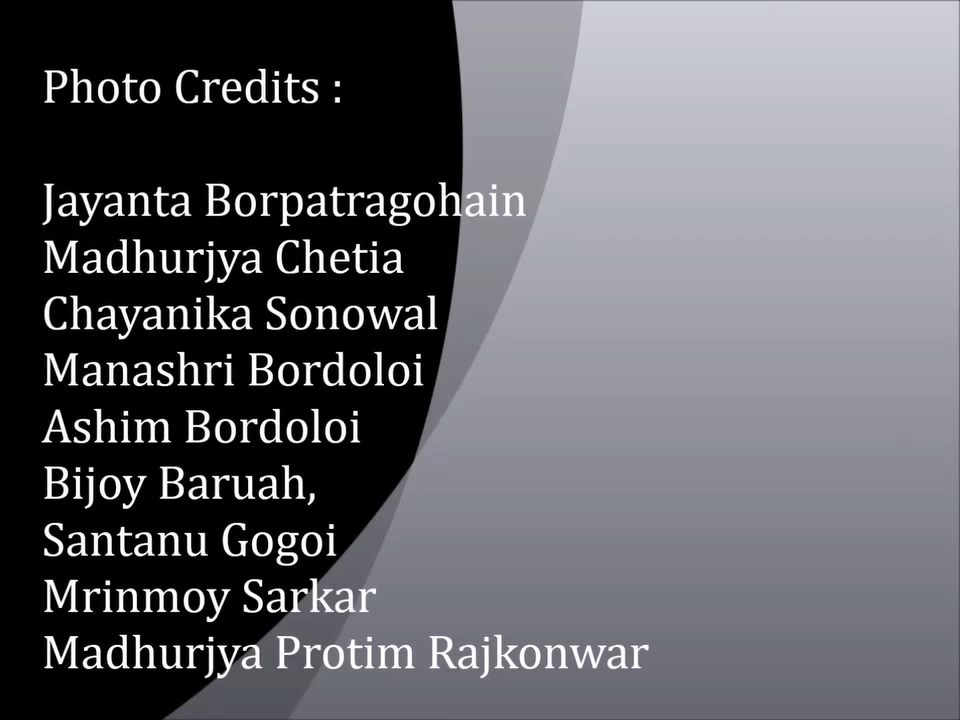 Photo Credits :
Jayanta Borpatragohain
Madhurjya Chetia
Chayanika Sonowal
Manashri Bordoloi
Ashim Bordoloi
Bijoy Baruah,
Santanu Gogoi
Mrinmoy Sarkar
Madhurjya Protim Rajkonwar